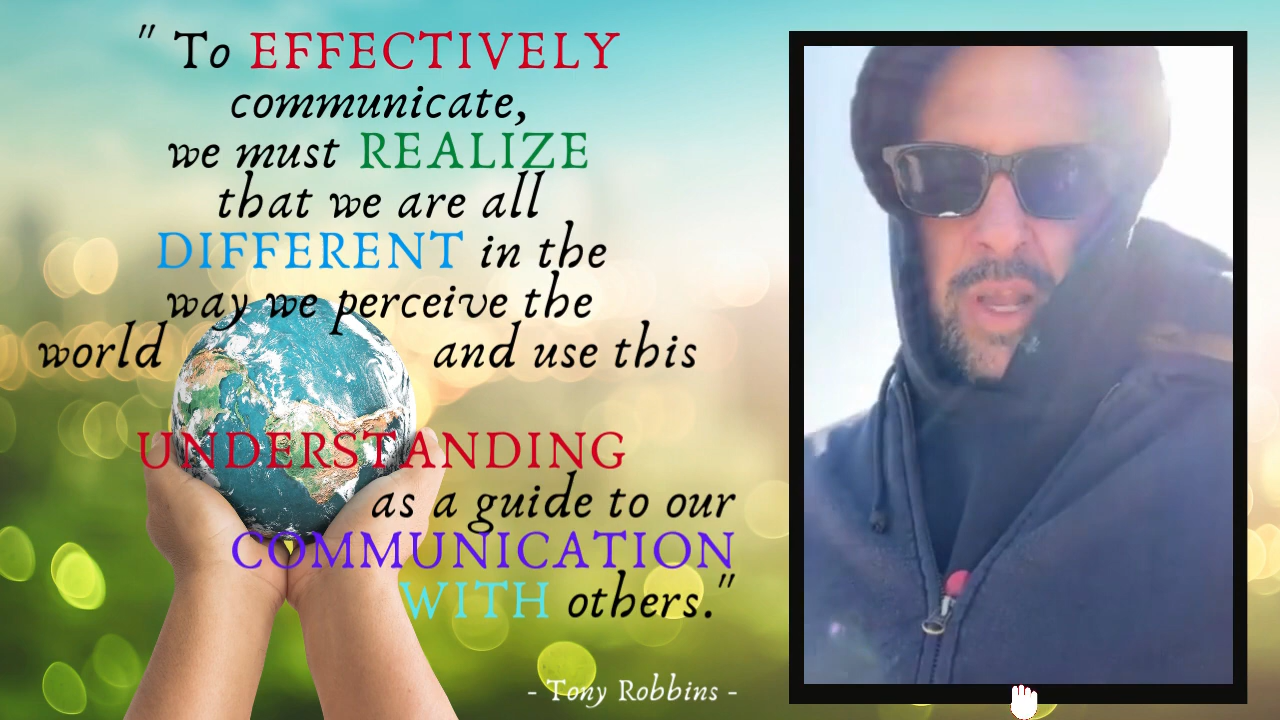 " To EFFECTIVELY
communicate,
we must REALIZE
that we are all
DIFFERENT in the
way we perceive the
world and use this
UNDERSTANDING
as a guide to our
COMMUNICATION
WITH others."
- Tony Robbins -